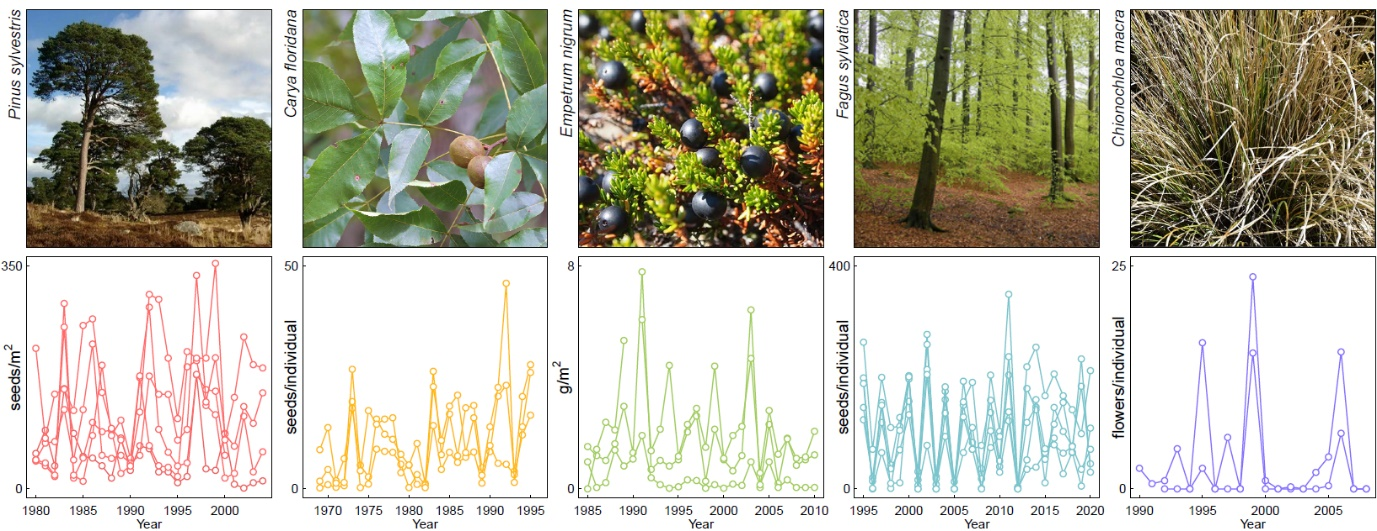 Pinus sylvestris
Carya floridana
Empetrum nigrum
Fagus sylvatica
Chionochloa macra
350
0
seeds/m²
1980 1985 1990 1995 2000
Year
50
0
seeds/individual
1970 1975 1980 1985 1990 1995
Year
8
0
g/m²
1985 1990 1995 2000 2005 2010
Year
400
0
seeds/individual
1995 2000 2005 2010 2015 2020
Year
25
0
flowers/individual
1990 1995 2000 2005
Year